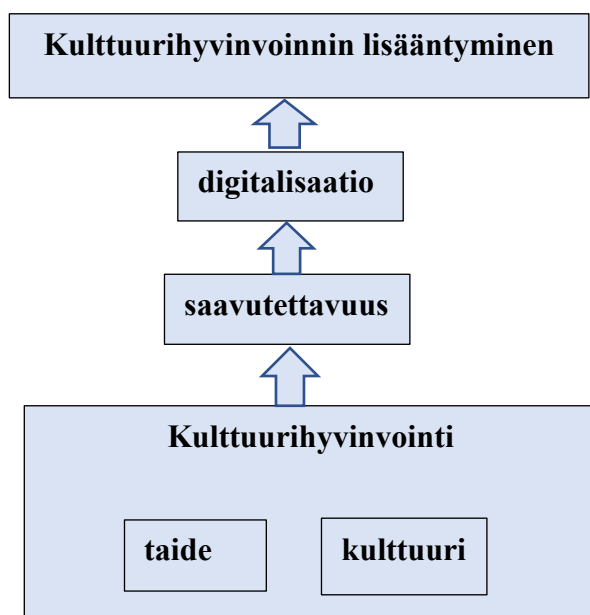 Kulttuurihyvinvoinnin lisääntyminen
digitalisaatio
saavutettavuus
Kulttuurihyvinvointi
taide
kulttuuri